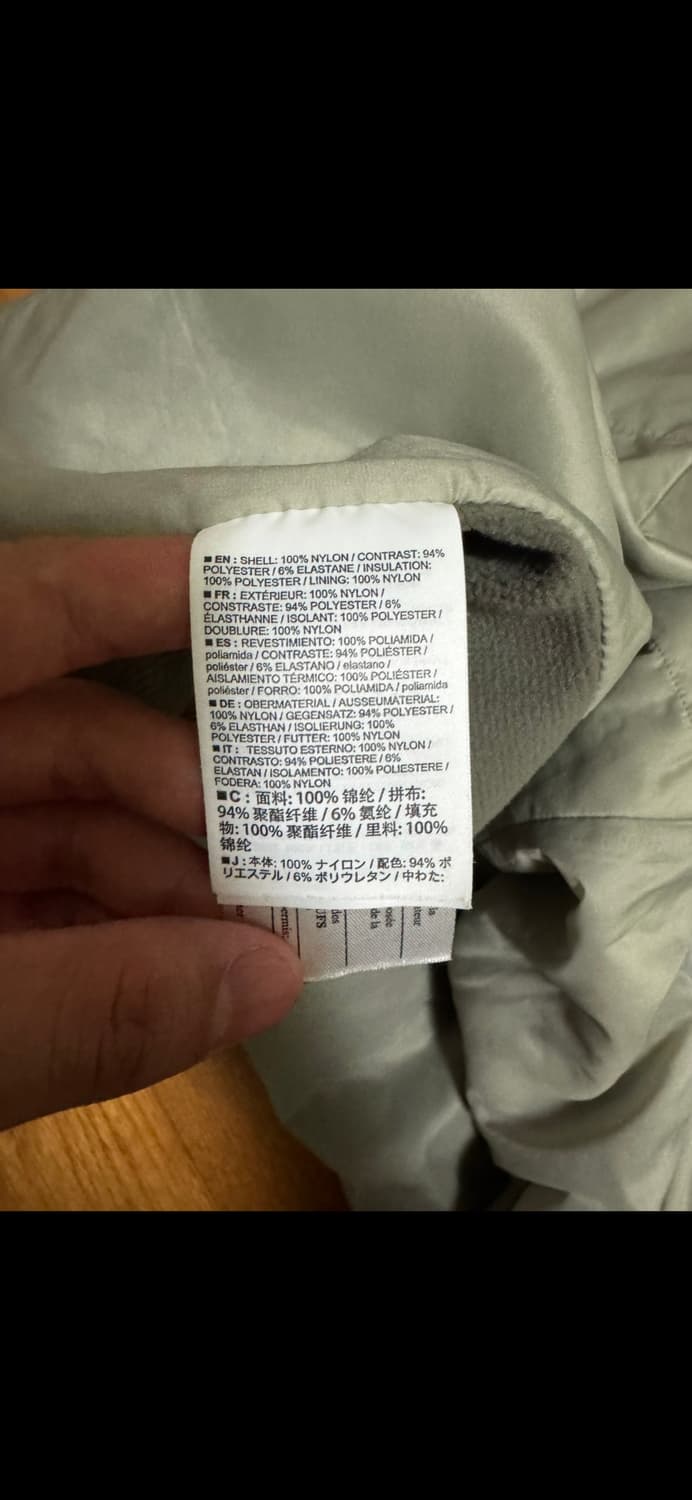 ■ EN : SHELL: 100% NYLON / CONTRAST: 94%
POLYESTER / 6% ELASTANE / INSULATION:
100% POLYESTER / LINING: 100% NYLON
■ FR : EXTÉRIEUR: 100% NYLON /
CONSTRASTE: 94% POLYESTER / 6%
ÉLASTHANNE / ISOLANT: 100% POLYESTER /
DOUBLURE: 100% NYLON
■ ES : REVESTIMIENTO: 100% POLIAMIDA /
poliamida / CONTRASTE: 94% POLIÉSTER /
poliéster / 6% ELASTANO / elastano /
AISLAMIENTO TÉRMICO: 100% POLIÉSTER /
poliéster / FORRO: 100% POLIAMIDA / poliamida
■ DE : OBERMATERIAL / AUSSEUMATERIAL:
100% NYLON / GEGENSATZ: 94% POLYESTER /
6% ELASTHAN / ISOLIERUNG: 100%
POLYESTER / FUTTER: 100% NYLON
■ IT : TESSUTO ESTERNO: 100% NYLON /
CONTRASTO: 94% POLIESTERE / 6%
ELASTAN / ISOLAMENTO: 100% POLIESTERE /
FODERA: 100% NYLON
■ C : 面料: 100% 锦纶 / 拼布:
94% 聚酯纤维 / 6% 氨纶 / 填充
物: 100% 聚酯纤维 / 里料: 100%
锦纶
■ J : 本体: 100% ナイロン / 配色: 94% ポ
リエステル / 6% ポリウレタン / 中わた:
des
de la